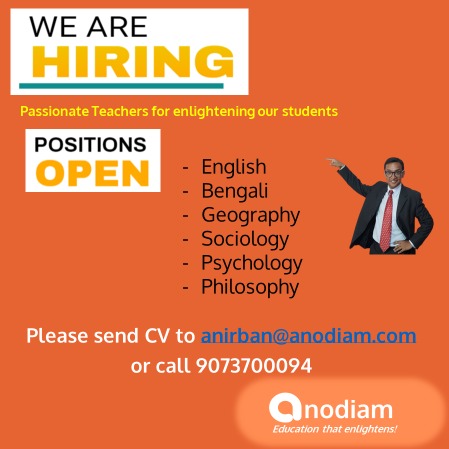 WE ARE
HIRING
Passionate Teachers for enlightening our students
POSITIONS
OPEN
- English
- Bengali
- Geography
- Sociology
- Psychology
- Philosophy
Please send CV to anirban@anodiam.com
or call 9073700094
anodiam
Education that enlightens!